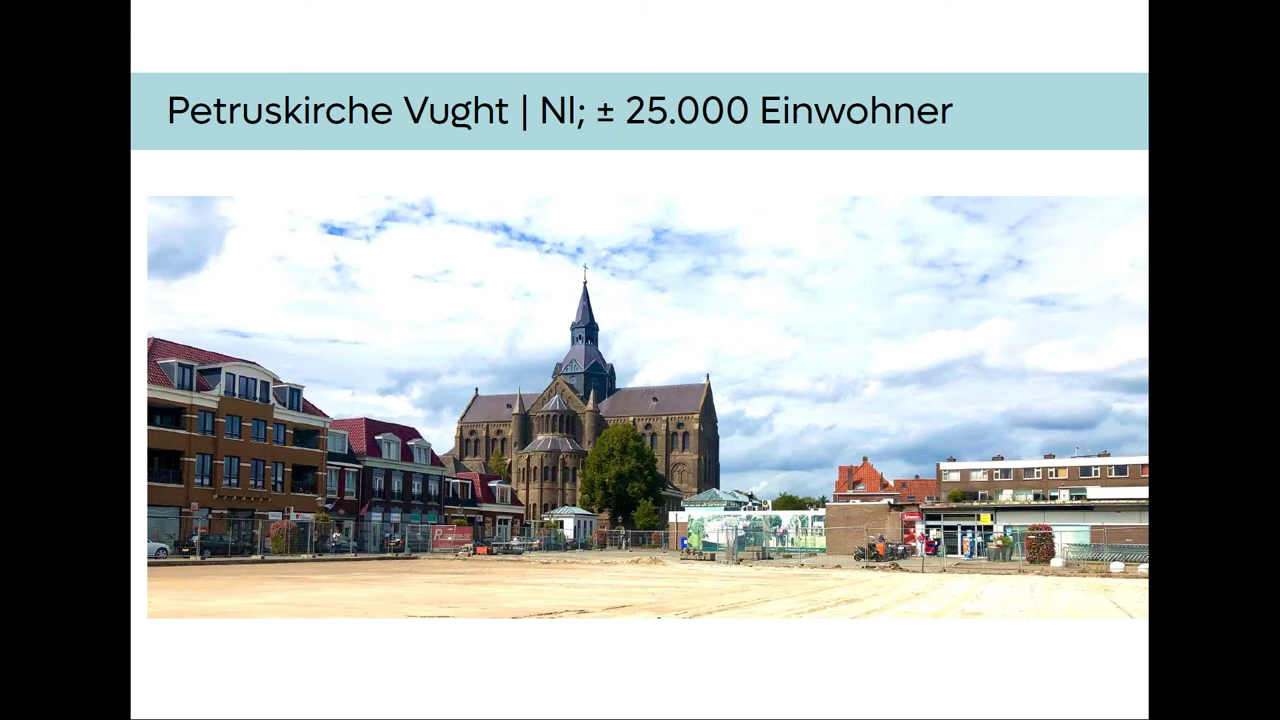 Petruskirche Vught | Nl; ± 25.000 Einwohner